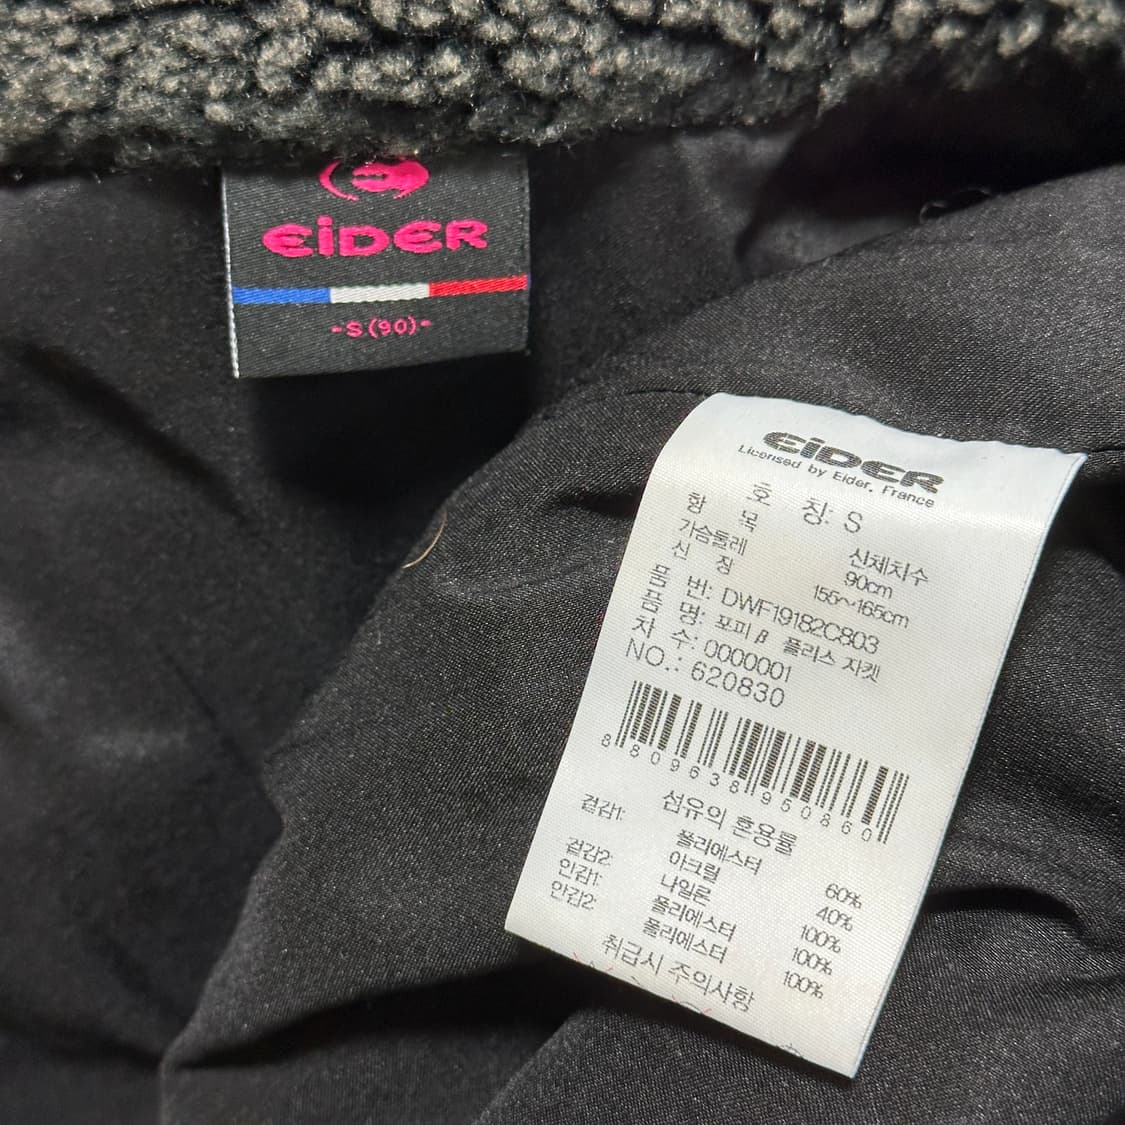 EiDER
-S(90)-
EiDER
Licensed by Eider, France
호 칭: S
항 목 신체치수
가슴둘레 90cm
신 장 155~165cm
품 번: DWF19182C803
품 명: 포피β 플리스 자켓
차 수: 0000001
NO.: 620830
8809638950860
섬유의 혼용률
겉감1: 폴리에스터 60%
아크릴 40%
겉감2: 나일론 100%
안감1: 폴리에스터 100%
안감2: 폴리에스터 100%
취급시 주의사항